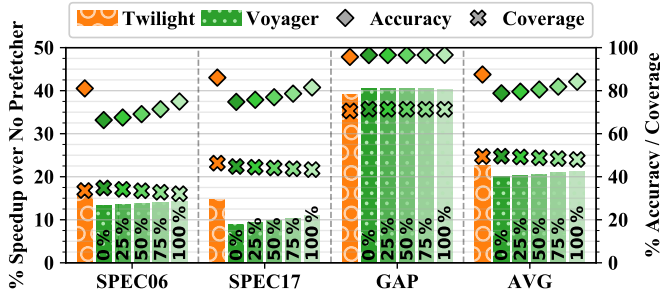 Twilight Voyager Accuracy Coverage
% Speedup over No Prefetcher
50
40
30
20
10
0
100
80
60
40
20
0
% Accuracy / Coverage
0 % 25 % 50 % 75 % 100 %
0 % 25 % 50 % 75 % 100 %
0 % 25 % 50 % 75 % 100 %
0 % 25 % 50 % 75 % 100 %
SPEC06 SPEC17 GAP AVG